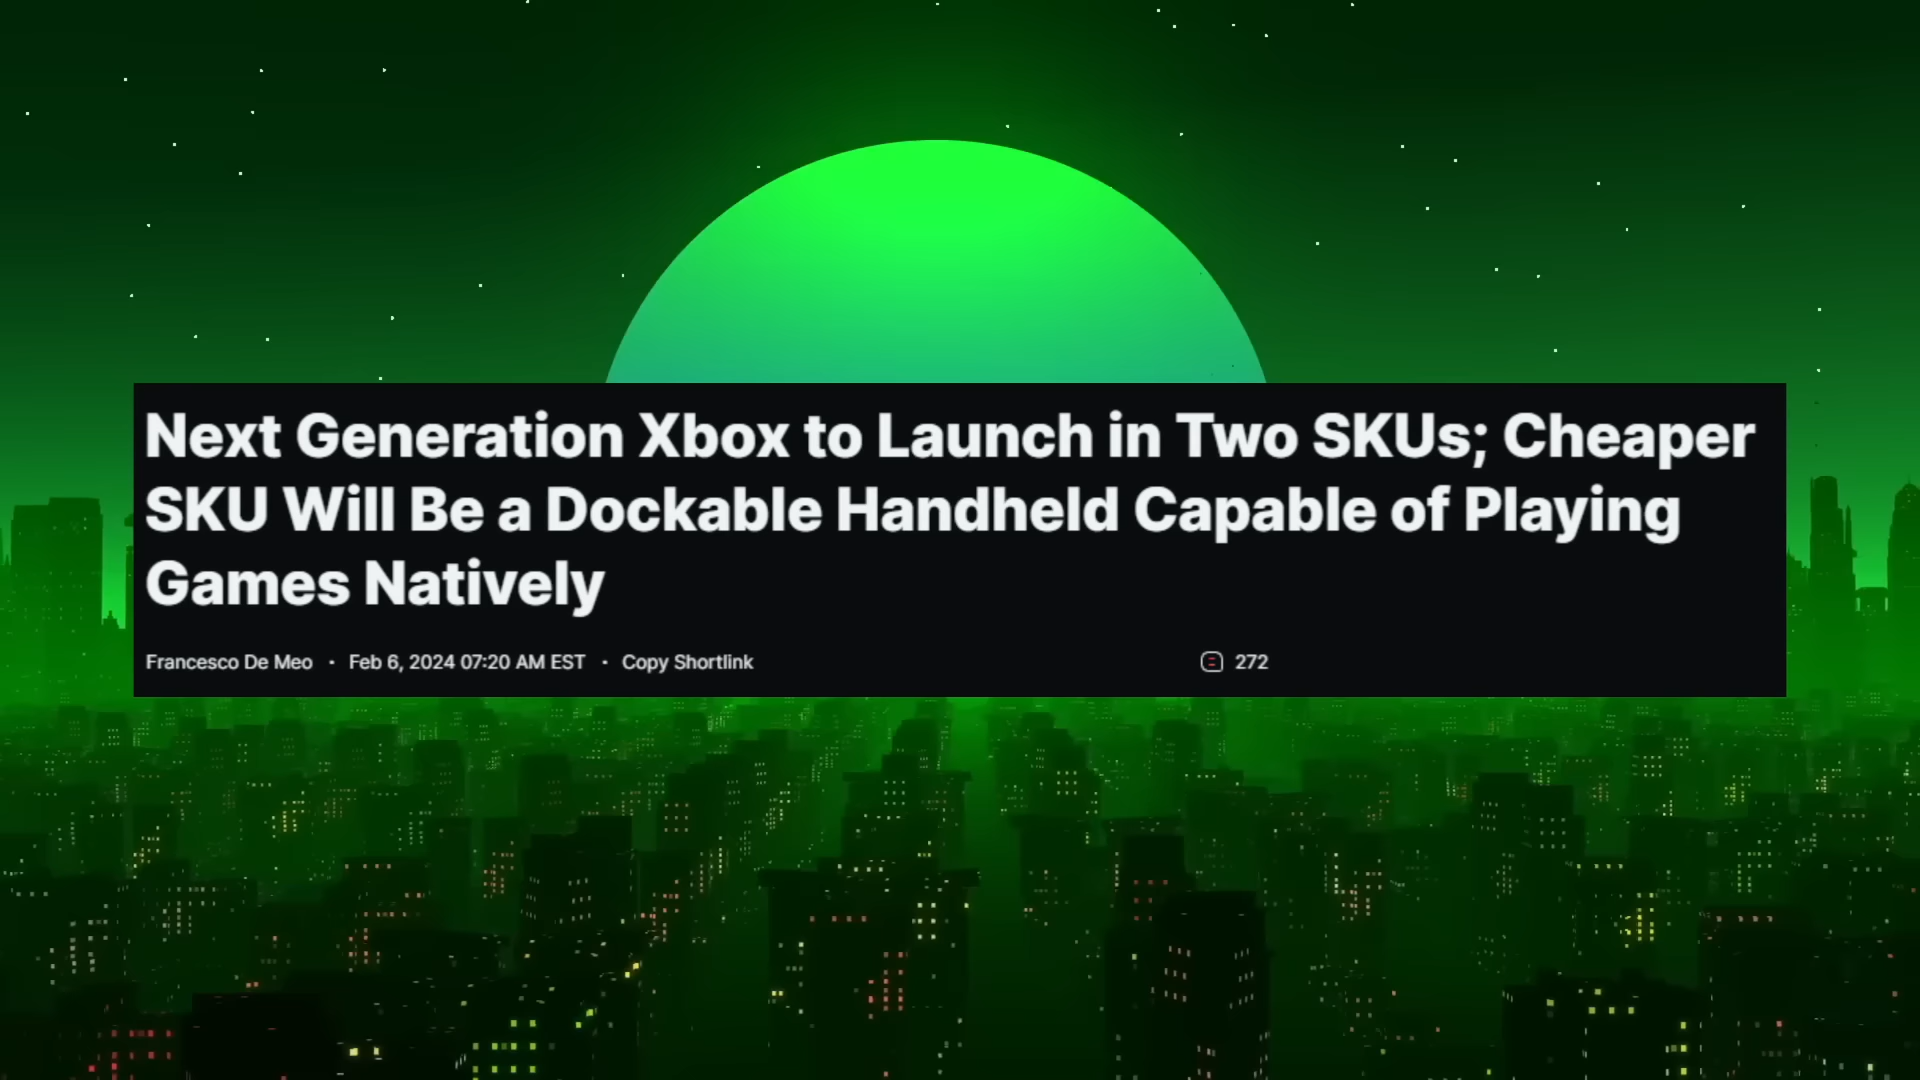 Next Generation Xbox to Launch in Two SKUs; Cheaper
SKU Will Be a Dockable Handheld Capable of Playing
Games Natively
Francesco De Meo • Feb 6, 2024 07:20 AM EST • Copy Shortlink 272